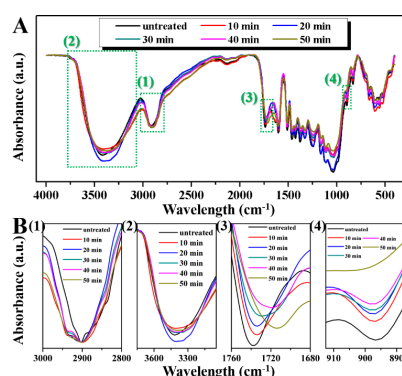 A
untreated 10 min 20 min
30 min 40 min 50 min
(2)
(1)
(3)
(4)
Absorbance (a.u.)
4000 3500 3000 2500 2000 1500 1000 500
Wavelength (cm-1)
B
(1) (2) (3) (4)
untreated
10 min
20 min
30 min
40 min
50 min
untreated
10 min
20 min
30 min
40 min
50 min
untreated
10 min
20 min
30 min
40 min
50 min
untreated
10 min 40 min
20 min 50 min
30 min
Absorbance (a.u.)
3000 2900 2800 3600 3300 1760 1720 1680 910 900 890
Wavelength (cm-1)